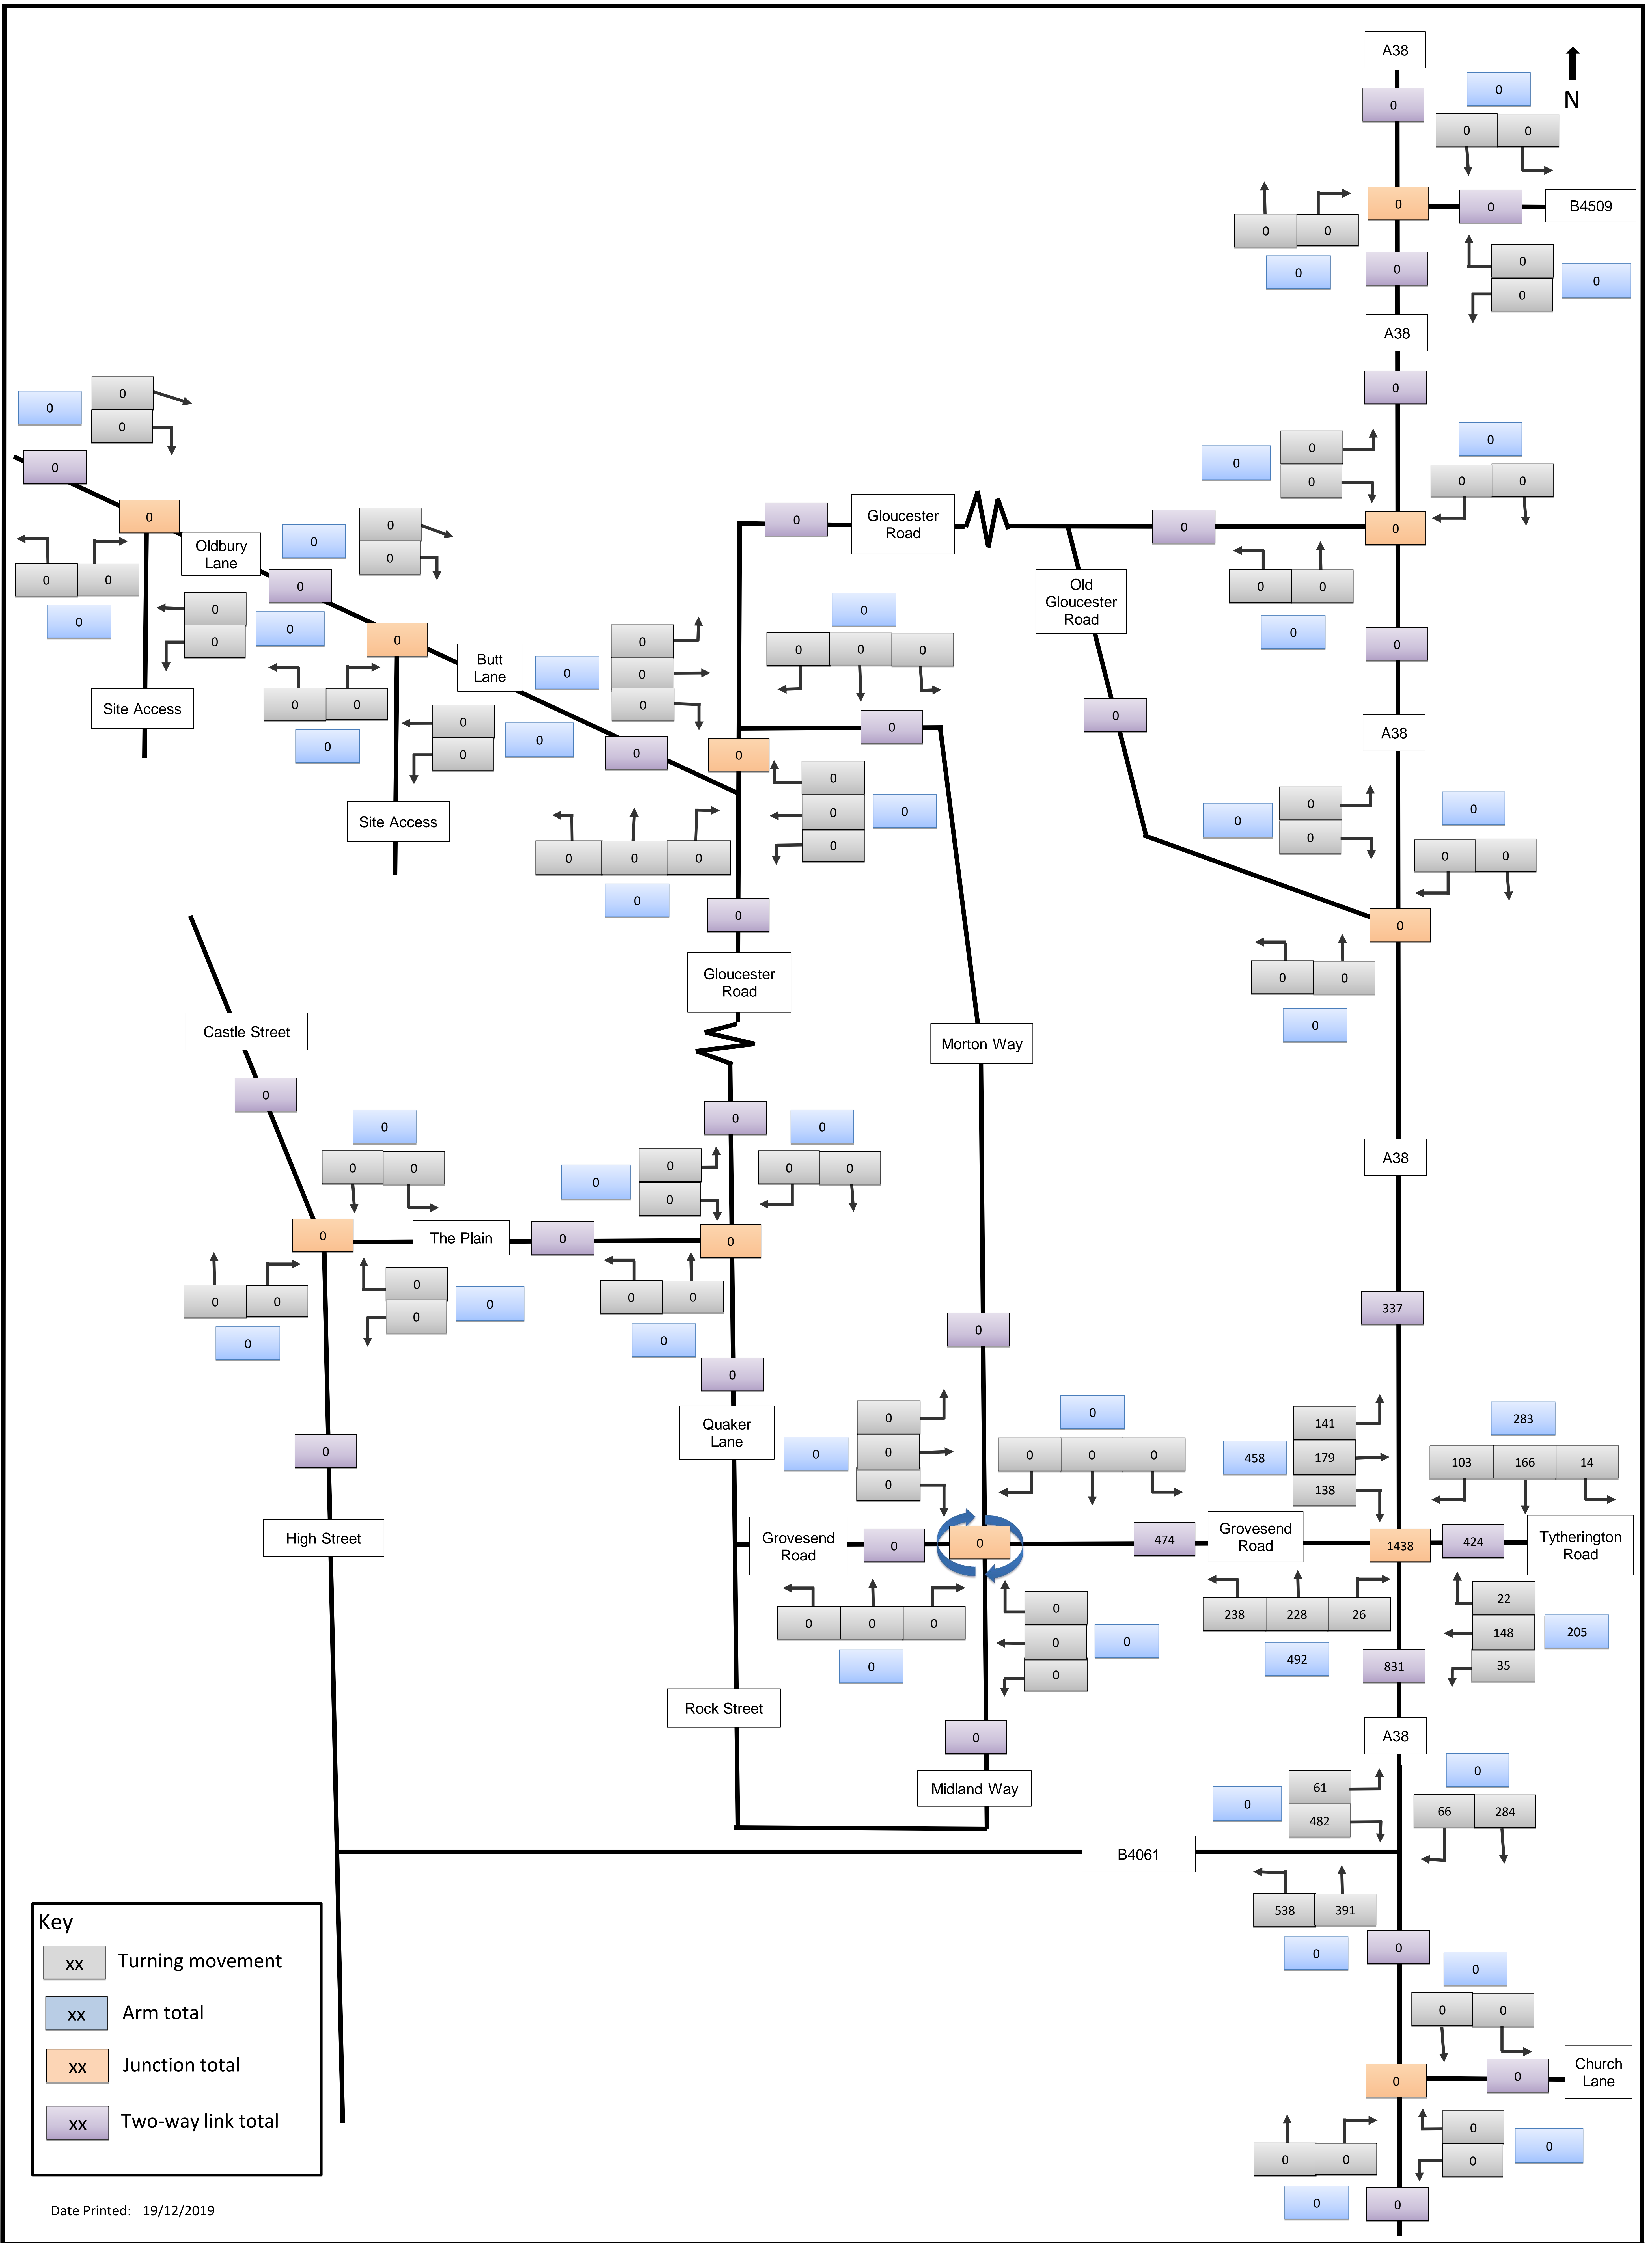 A38
N
0
0
0 0
0
0
B4509
0 0
0
0
0
0
0
A38
0
0
0
0
0
0
0
0
0 0
0
0
0
0
Gloucester
Road
0
0
Oldbury
Lane
0
0
0
0
0 0
0
0
0
0
0
0
0 0
0
Old
Gloucester
Road
0
0
Butt
Lane
0
0
0
0
0
0 0 0
0
0 0
0
0
0
Site Access
0
0
A38
0
0
0
0
0
0
0
Site Access
0
0
0
0
0 0 0
0
0
0
0
0
0 0
0
0
0 0
0
Gloucester
Road
Castle Street
Morton Way
0
0
0
0
0 0
0
0
0
0 0
A38
0
The Plain
0
0
0 0
0
0
0
0
0 0
0
0
337
0
Quaker
Lane
0
0
0
0
0
0
0 0 0
458
141
179
138
283
103 166 14
High Street
Grovesend
Road
0
0
474
Grovesend
Road
1438
424
Tytherington
Road
0 0 0
0
0
0
0
0
238 228 26
492
22
148
35
205
831
Rock Street
0
Midland Way
A38
0
61
482
0
66 284
B4061
538 391
0
0
0
0 0
0
0
Church
Lane
0 0
0
0
0
0
0
Key
xx Turning movement
xx Arm total
xx Junction total
xx Two-way link total
Date Printed: 19/12/2019